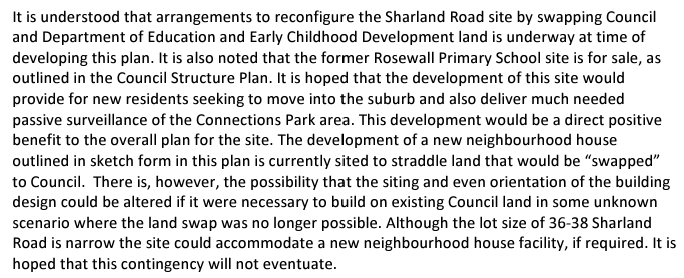 It is understood that arrangements to reconfigure the Sharland Road site by swapping Council
and Department of Education and Early Childhood Development land is underway at time of
developing this plan. It is also noted that the former Rosewall Primary School site is for sale, as
outlined in the Council Structure Plan. It is hoped that the development of this site would
provide for new residents seeking to move into the suburb and also deliver much needed
passive surveillance of the Connections Park area. This development would be a direct positive
benefit to the overall plan for the site. The development of a new neighbourhood house
outlined in sketch form in this plan is currently sited to straddle land that would be “swapped”
to Council.  There is, however, the possibility that the siting and even orientation of the building
design could be altered if it were necessary to build on existing Council land in some unknown
scenario where the land swap was no longer possible. Although the lot size of 36-38 Sharland
Road is narrow the site could accommodate a new neighbourhood house facility, if required. It is
hoped that this contingency will not eventuate.